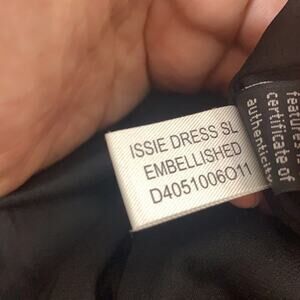 ISSIE DRESS SL
EMBELLISHED
D4051006O11
features
certificate of
authenticity